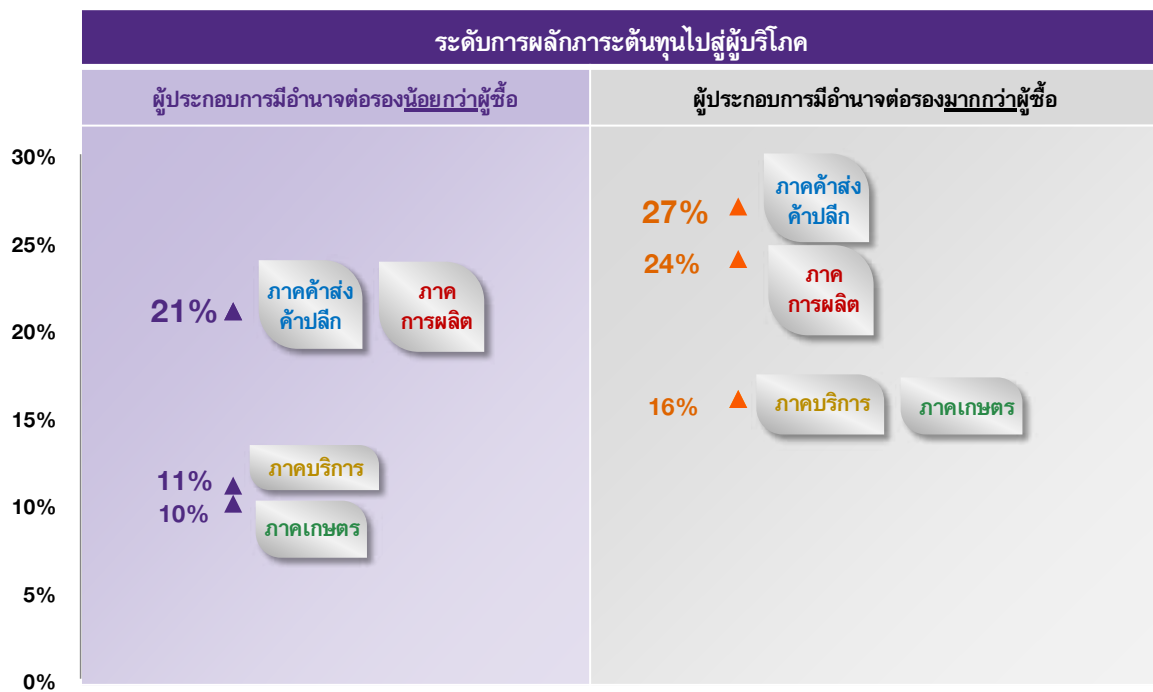 ระดับการผลักภาระต้นทุนไปสู่ผู้บริโภค
ผู้ประกอบการมีอำนาจต่อรองน้อยกว่าผู้ซื้อ
ผู้ประกอบการมีอำนาจต่อรองมากกว่าผู้ซื้อ
30%
25%
20%
15%
10%
5%
0%
21%
ภาคค้าส่ง
ค้าปลีก
ภาค
การผลิต
11%
ภาคบริการ
10%
ภาคเกษตร
27%
ภาคค้าส่ง
ค้าปลีก
24%
ภาค
การผลิต
16%
ภาคบริการ
ภาคเกษตร